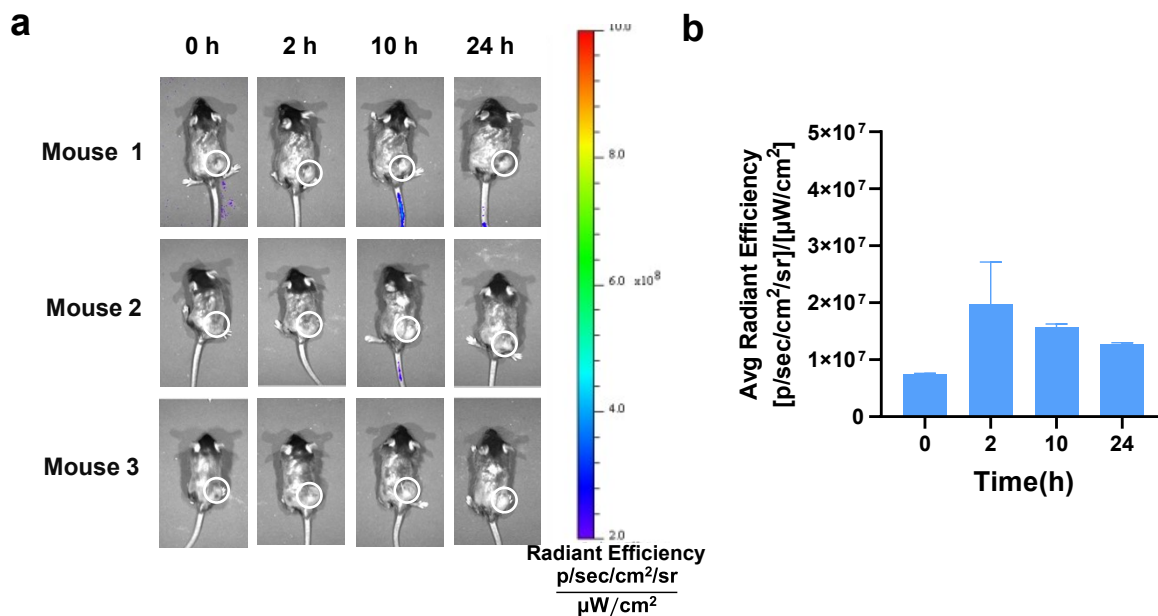 a
0 h 2 h 10 h 24 h
Mouse 1
Mouse 2
Mouse 3
10.0
8.0
6.0 x10⁸
4.0
2.0
Radiant Efficiency
p/sec/cm²/sr
µW/cm²
b
Avg Radiant Efficiency
[p/sec/cm²/sr]/[µW/cm²]
5×10⁷
4×10⁷
3×10⁷
2×10⁷
1×10⁷
0
0 2 10 24
Time(h)